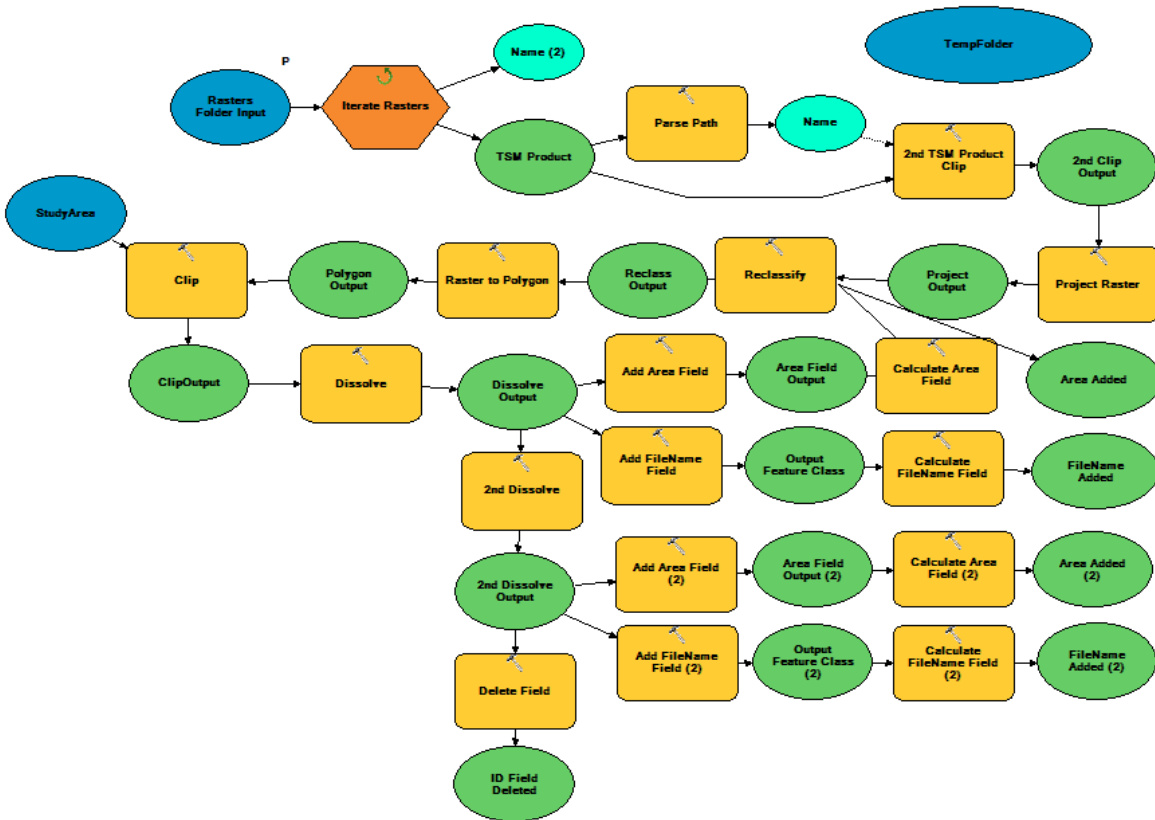 P
Name (2)
TempFolder
Rasters
Folder Input
Iterate Rasters
Parse Path
Name
TSM Product
2nd TSM Product
Clip
2nd Clip
Output
StudyArea
Clip
Polygon
Output
Raster to Polygon
Reclass
Output
Reclassify
Project
Output
Project Raster
ClipOutput
Dissolve
Dissolve
Output
Add Area Field
Area Field
Output
Calculate Area
Field
Area Added
Add FileName
Field
Output
Feature Class
Calculate
FileName Field
FileName
Added
2nd Dissolve
2nd Dissolve
Output
Add Area Field
(2)
Area Field
Output (2)
Calculate Area
Field (2)
Area Added
(2)
Add FileName
Field (2)
Output
Feature Class
(2)
Calculate
FileName Field
(2)
FileName
Added (2)
Delete Field
ID Field
Deleted